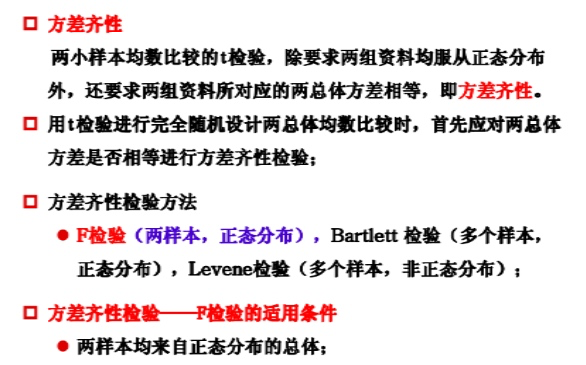 方差齐性
两小样本均数比较的t检验，除要求两组资料均服从正态分布
外，还要求两组资料所对应的两总体方差相等，即方差齐性。
用t检验进行完全随机设计两总体均数比较时，首先应对两总体
方差是否相等进行方差齐性检验；
方差齐性检验方法
F检验（两样本，正态分布），Bartlett 检验（多个样本，
正态分布），Levene检验（多个样本，非正态分布）；
方差齐性检验——F检验的适用条件
两样本均来自正态分布的总体；